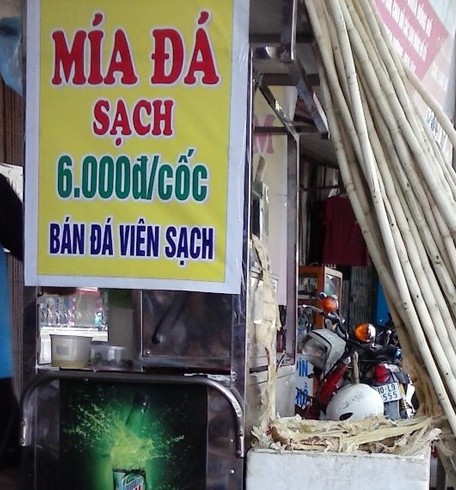 MÍA ĐÁ
SẠCH
6.000đ/cốc
BÁN ĐÁ VIÊN SẠCH